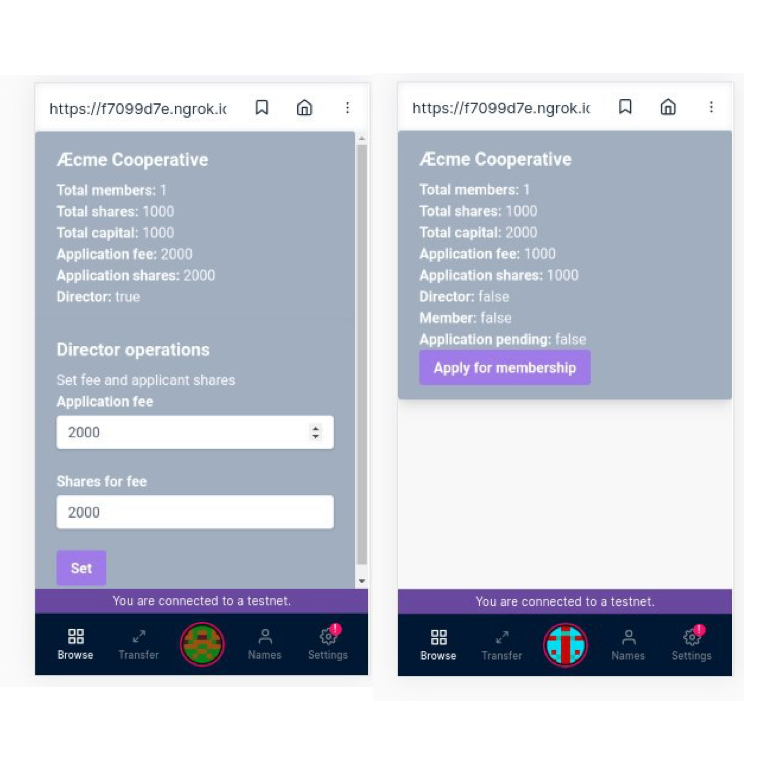 https://f7099d7e.ngrok.ic
Æcme Cooperative
Total members: 1
Total shares: 1000
Total capital: 1000
Application fee: 2000
Application shares: 2000
Director: true
Director operations
Set fee and applicant shares
Application fee
2000
Shares for fee
2000
Set
You are connected to a testnet.
Browse Transfer Names Settings
https://f7099d7e.ngrok.ic
Æcme Cooperative
Total members: 1
Total shares: 1000
Total capital: 2000
Application fee: 1000
Application shares: 1000
Director: false
Member: false
Application pending: false
Apply for membership
You are connected to a testnet.
Browse Transfer Names Settings